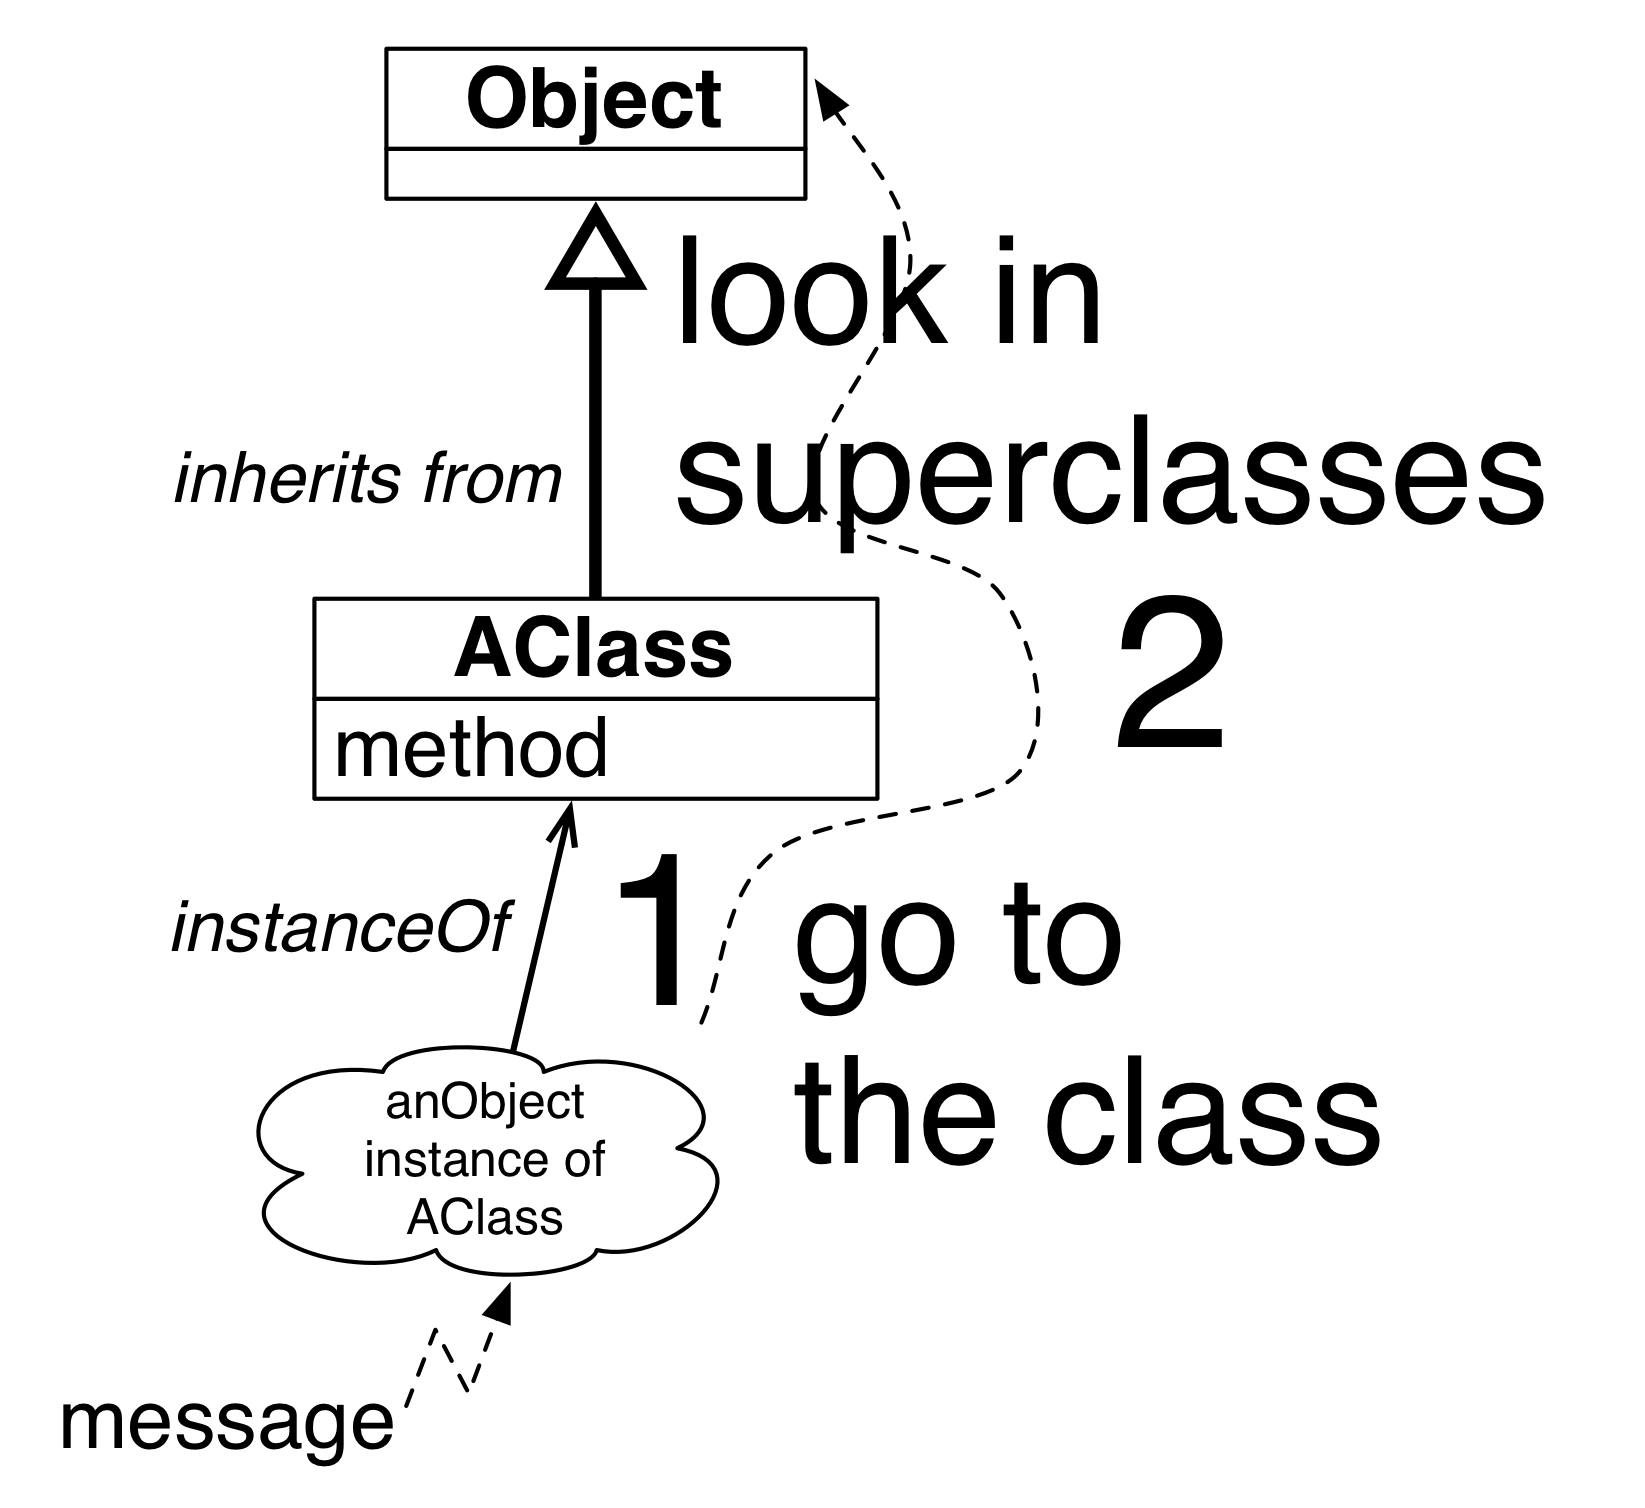 Object
look in
superclasses
inherits from
2
AClass
method
1
go to
the class
instanceOf
anObject
instance of
AClass
message